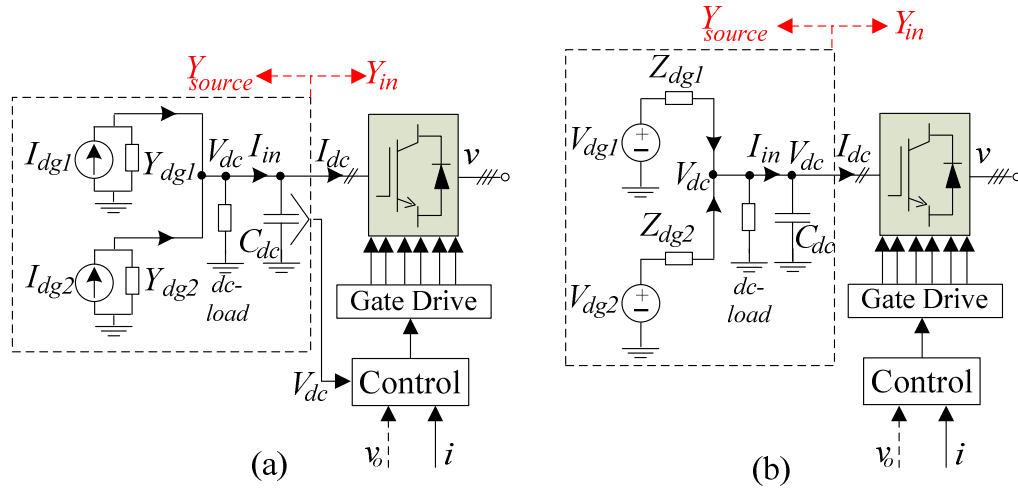 Y_source Y_in
I_dg1 Y_dg1 V_dc I_in I_dc v
C_dc
I_dg2 Y_dg2 dc-
load
Gate Drive
V_dc Control
v_o i
(a)
Y_source Y_in
Z_dg1
V_dg1 + −
V_dc I_in V_dc I_dc v
Z_dg2 C_dc
V_dg2 + −
dc-
load
Gate Drive
Control
v_o i
(b)